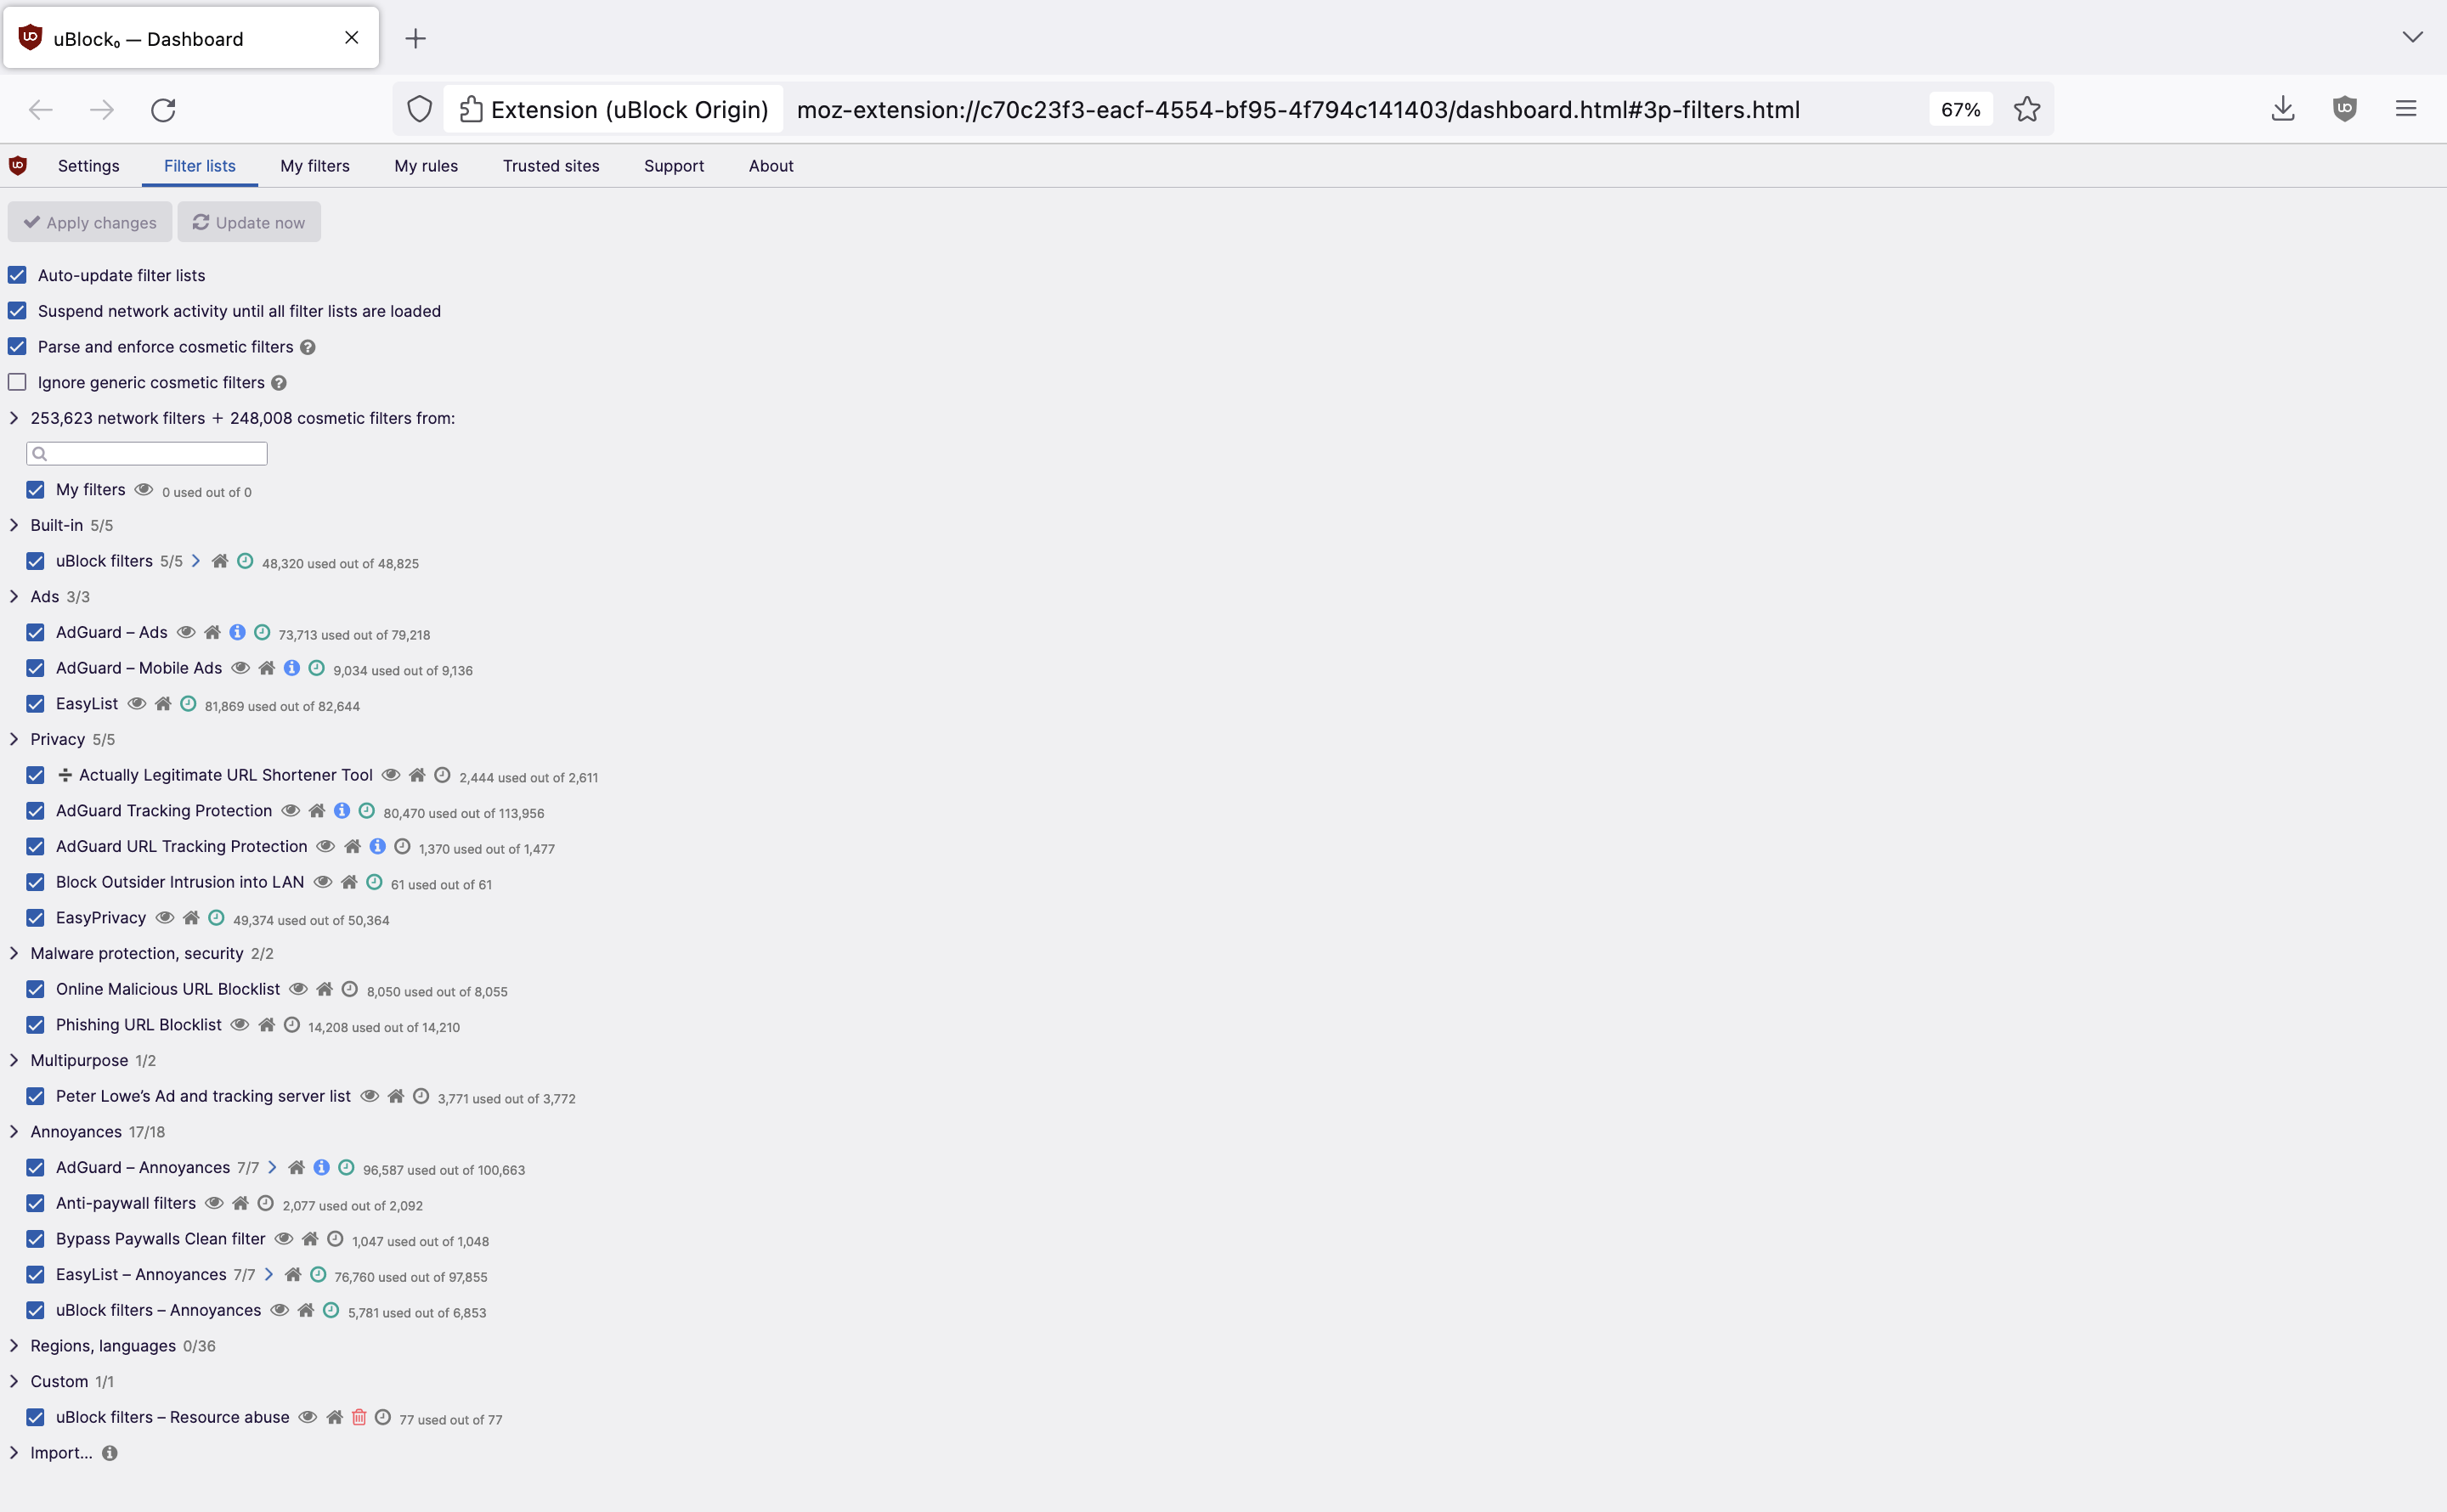 uBlock₀ — Dashboard
Extension (uBlock Origin) moz-extension://c70c23f3-eacf-4554-bf95-4f794c141403/dashboard.html#3p-filters.html 67%
Settings Filter lists My filters My rules Trusted sites Support About
Apply changes Update now
Auto-update filter lists
Suspend network activity until all filter lists are loaded
Parse and enforce cosmetic filters
Ignore generic cosmetic filters
253,623 network filters + 248,008 cosmetic filters from:
My filters 0 used out of 0
Built-in 5/5
uBlock filters 5/5 48,320 used out of 48,825
Ads 3/3
AdGuard – Ads 73,713 used out of 79,218
AdGuard – Mobile Ads 9,034 used out of 9,136
EasyList 81,869 used out of 82,644
Privacy 5/5
➗ Actually Legitimate URL Shortener Tool 2,444 used out of 2,611
AdGuard Tracking Protection 80,470 used out of 113,956
AdGuard URL Tracking Protection 1,370 used out of 1,477
Block Outsider Intrusion into LAN 61 used out of 61
EasyPrivacy 49,374 used out of 50,364
Malware protection, security 2/2
Online Malicious URL Blocklist 8,050 used out of 8,055
Phishing URL Blocklist 14,208 used out of 14,210
Multipurpose 1/2
Peter Lowe’s Ad and tracking server list 3,771 used out of 3,772
Annoyances 17/18
AdGuard – Annoyances 7/7 96,587 used out of 100,663
Anti-paywall filters 2,077 used out of 2,092
Bypass Paywalls Clean filter 1,047 used out of 1,048
EasyList – Annoyances 7/7 76,760 used out of 97,855
uBlock filters – Annoyances 5,781 used out of 6,853
Regions, languages 0/36
Custom 1/1
uBlock filters – Resource abuse 77 used out of 77
Import...